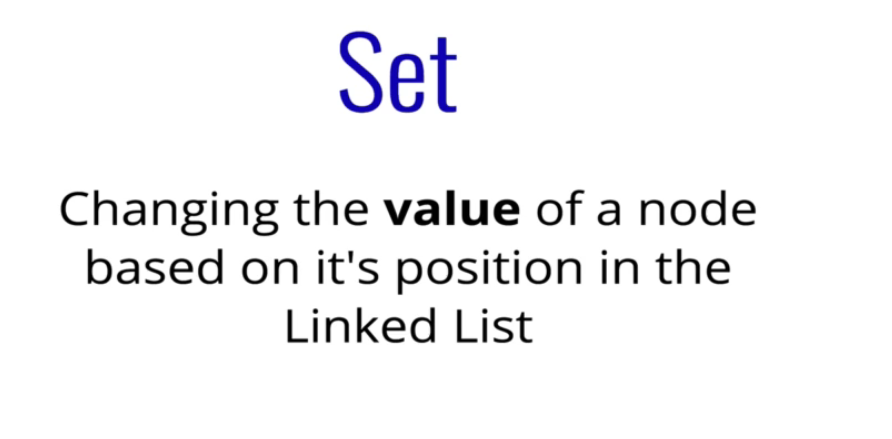 Set
Changing the value of a node
based on it's position in the
Linked List